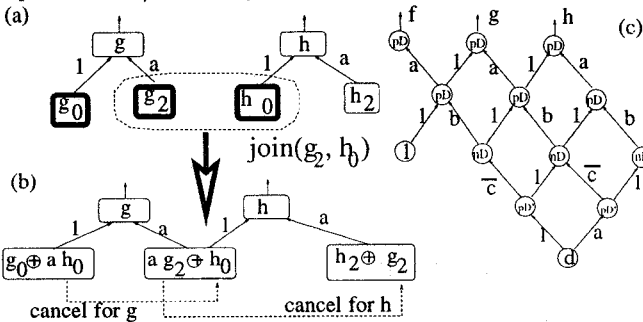 (a)
g
h
1 a
1 a
g0
g2
h0
h2
join(g2, h0)
(b)
g
h
1 a
1 a
g0 ⊕ a h0
a g2 ⊕ h0
h2 ⊕ g2
cancel for g
cancel for h
(c)
f
g
h
pD
pD
pD
a 1 a 1 a
pD
pD
pD
1 b 1 b 1 b
1
nD
nD
c̅ 1 c̅ 1
pD
pD
1 a
d